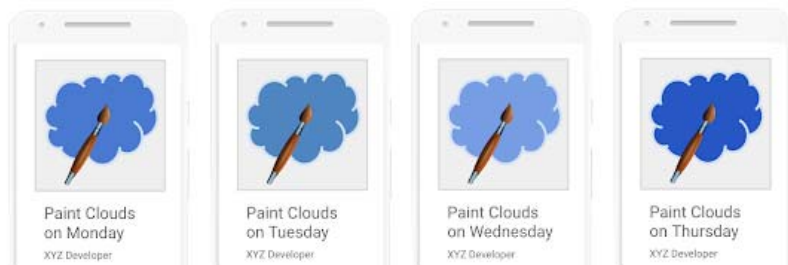 Paint Clouds
on Monday
XYZ Developer
Paint Clouds
on Tuesday
XYZ Developer
Paint Clouds
on Wednesday
XYZ Developer
Paint Clouds
on Thursday
XYZ Developer